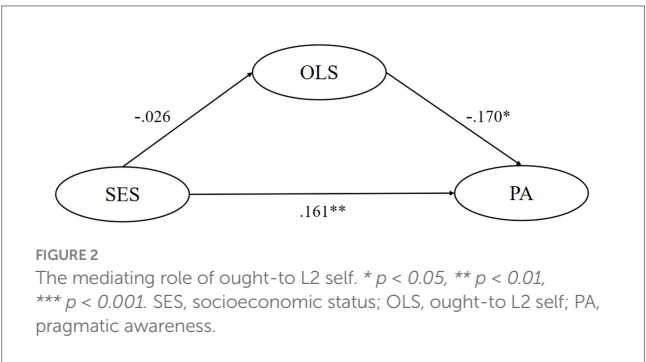 OLS
-.026
-.170*
SES
PA
.161**
FIGURE 2
The mediating role of ought-to L2 self. * p < 0.05, ** p < 0.01,
*** p < 0.001. SES, socioeconomic status; OLS, ought-to L2 self; PA,
pragmatic awareness.